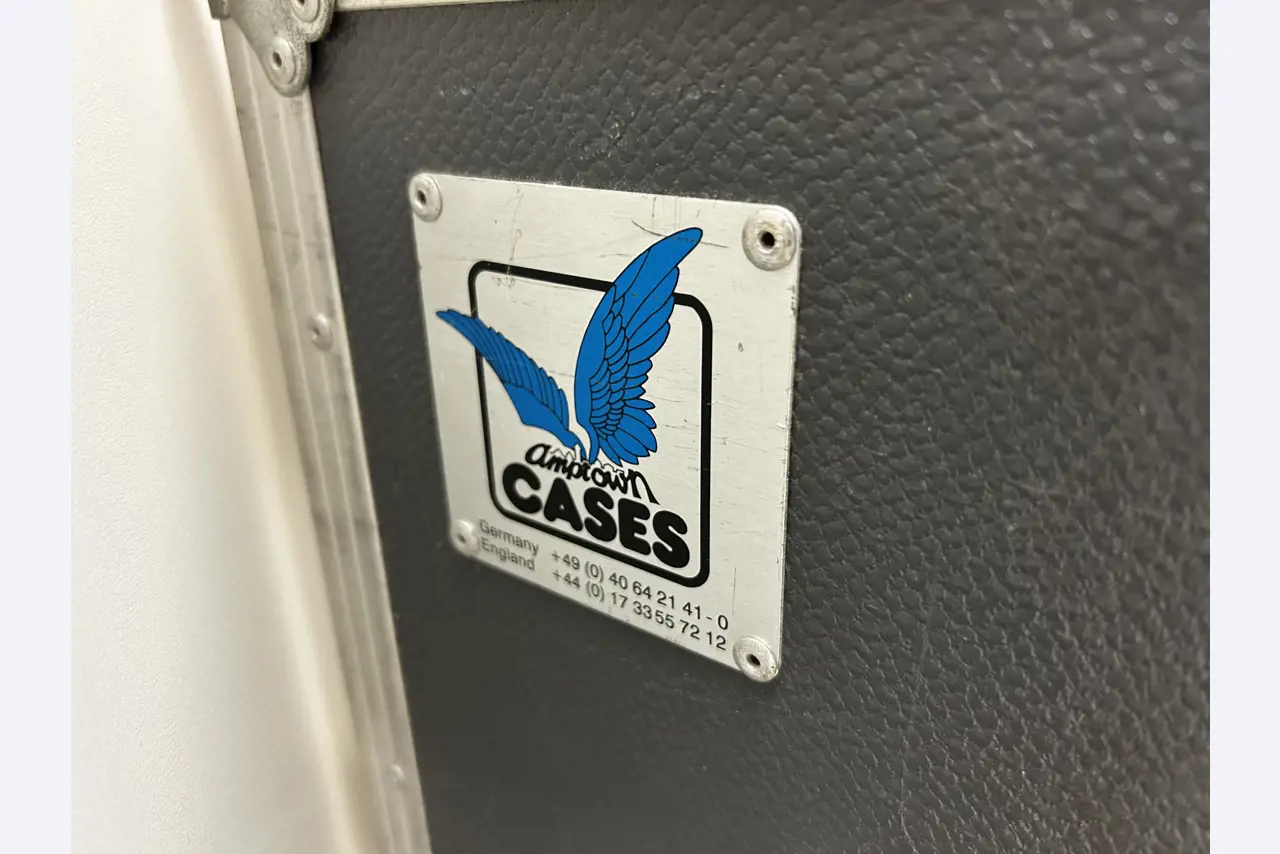 Amptown
CASES
Germany +49 (0) 40 64 21 41 - 0
England +44 (0) 17 33 55 72 12